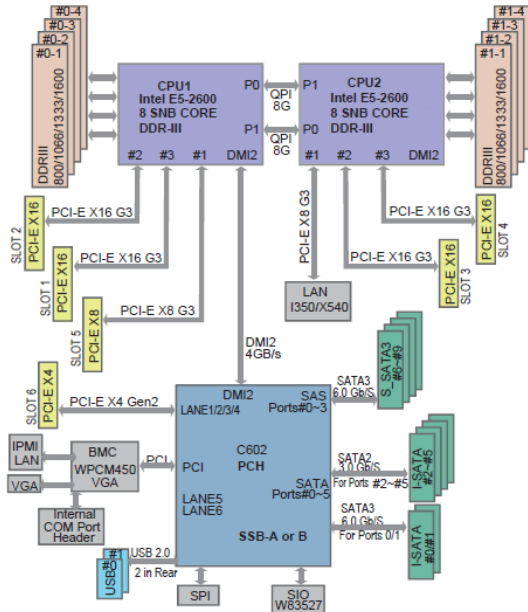 #0-4
#0-3
#0-2
#0-1
DDRIII
800/1066/1333/1600
CPU1
Intel E5-2600
8 SNB CORE
DDR-III
P0
P1
#2
#3
#1
DMI2
QPI
8G
QPI
8G
CPU2
Intel E5-2600
8 SNB CORE
DDR-III
P1
P0
#1
#2
#3
DMI2
#1-4
#1-3
#1-2
#1-1
DDRIII
800/1066/1333/1600
SLOT 2
PCI-E X16
PCI-E X16 G3
SLOT 1
PCI-E X16
PCI-E X16 G3
SLOT 5
PCI-E X8
PCI-E X8 G3
PCI-E X8 G3
LAN
I350/X540
PCI-E X16 G3
PCI-E X16
SLOT 4
PCI-E X16 G3
PCI-E X16
SLOT 3
DMI2
4GB/s
SLOT 6
PCI-E X4
PCI-E X4 Gen2
DMI2
LANE1/2/3/4
SAS
Ports#0~3
C602
PCH
PCI
LANE5
LANE6
SATA
Ports#0~5
SSB-A or B
SATA3
6.0 Gb/S
S_SATA3
#6~#9
SATA2
3.0 Gb/S
For Ports #2~#5
I-SATA
#2~#5
SATA3
6.0 Gb/S
For Ports 0/1
I-SATA
#0/#1
IPMI
LAN
VGA
BMC
WPCM450
VGA
PCI
Internal
COM Port
Header
#1
#0
USB
USB 2.0
2 in Rear
SPI
SIO
W83527